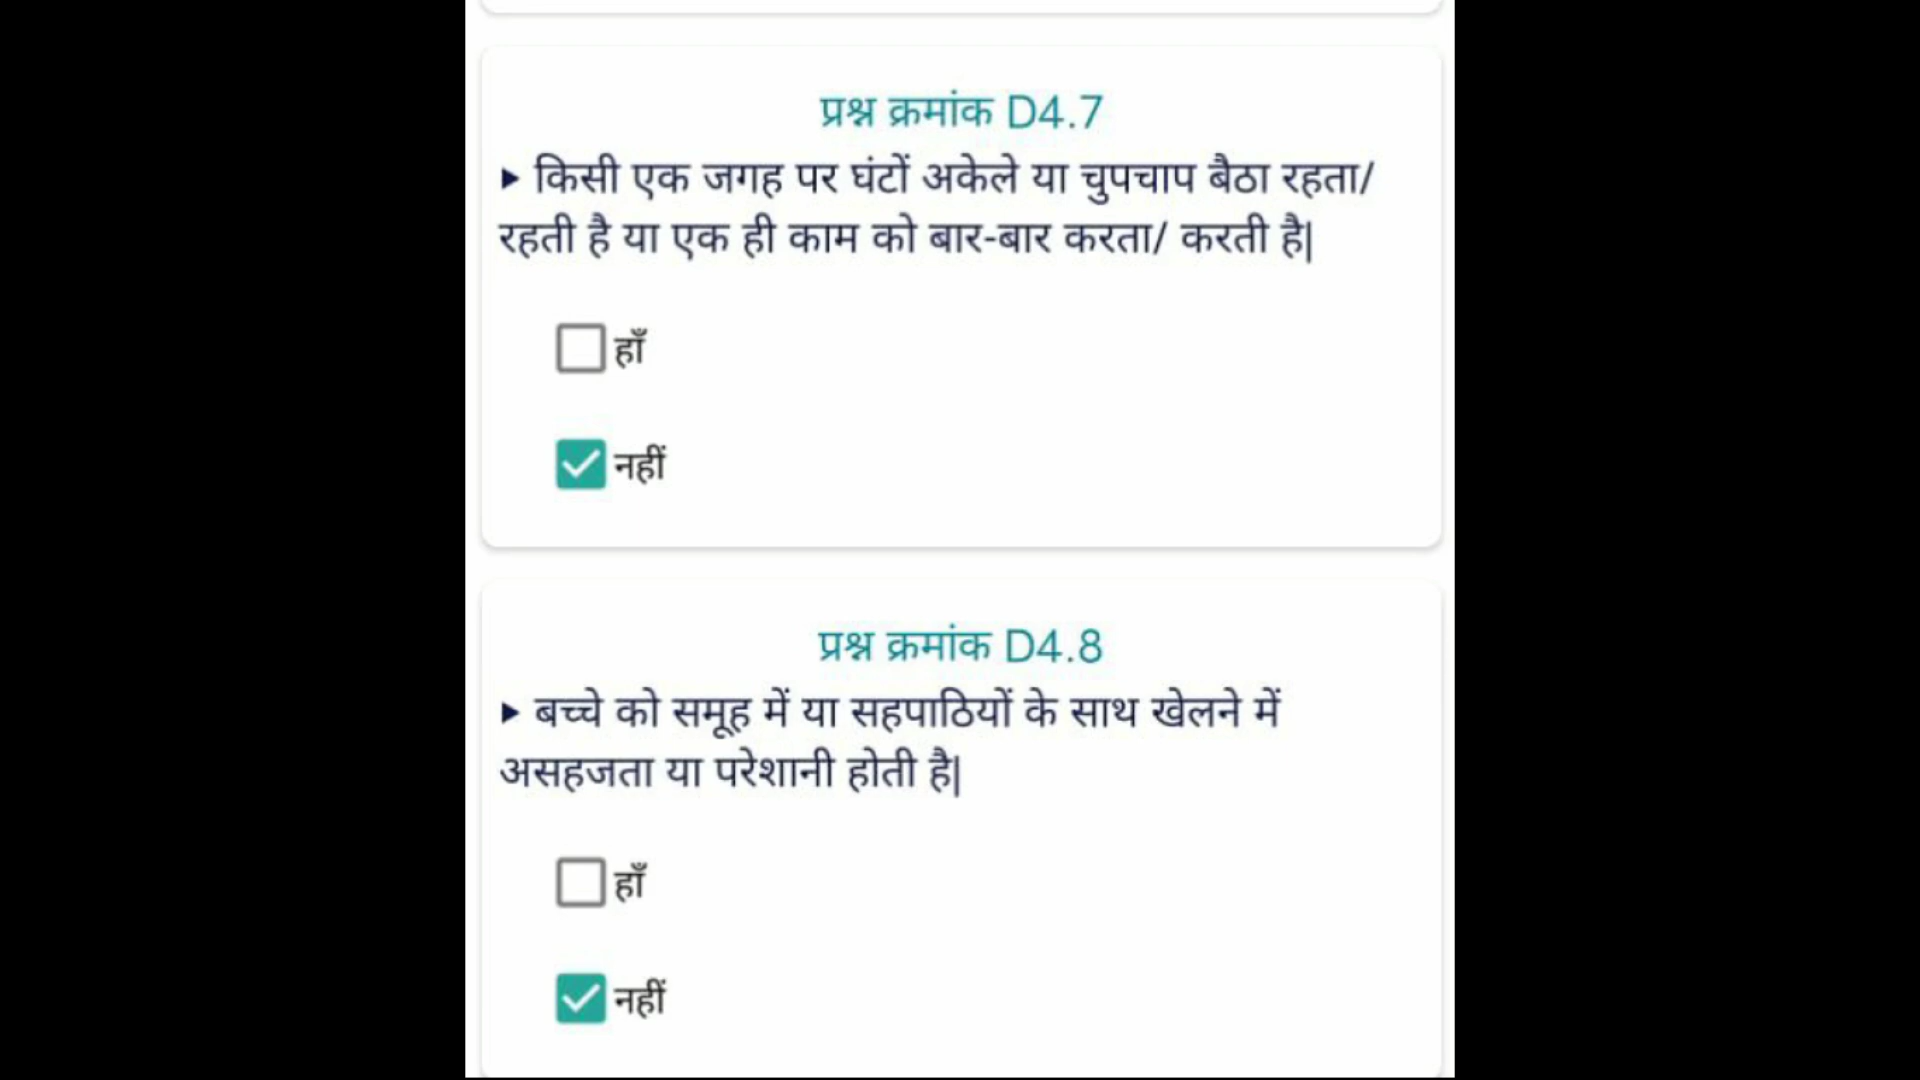 प्रश्न क्रमांक D4.7
▸ किसी एक जगह पर घंटों अकेले या चुपचाप बैठा रहता/
रहती है या एक ही काम को बार-बार करता/ करती है|
हाँ
नहीं
प्रश्न क्रमांक D4.8
▸ बच्चे को समूह में या सहपाठियों के साथ खेलने में
असहजता या परेशानी होती है|
हाँ
नहीं